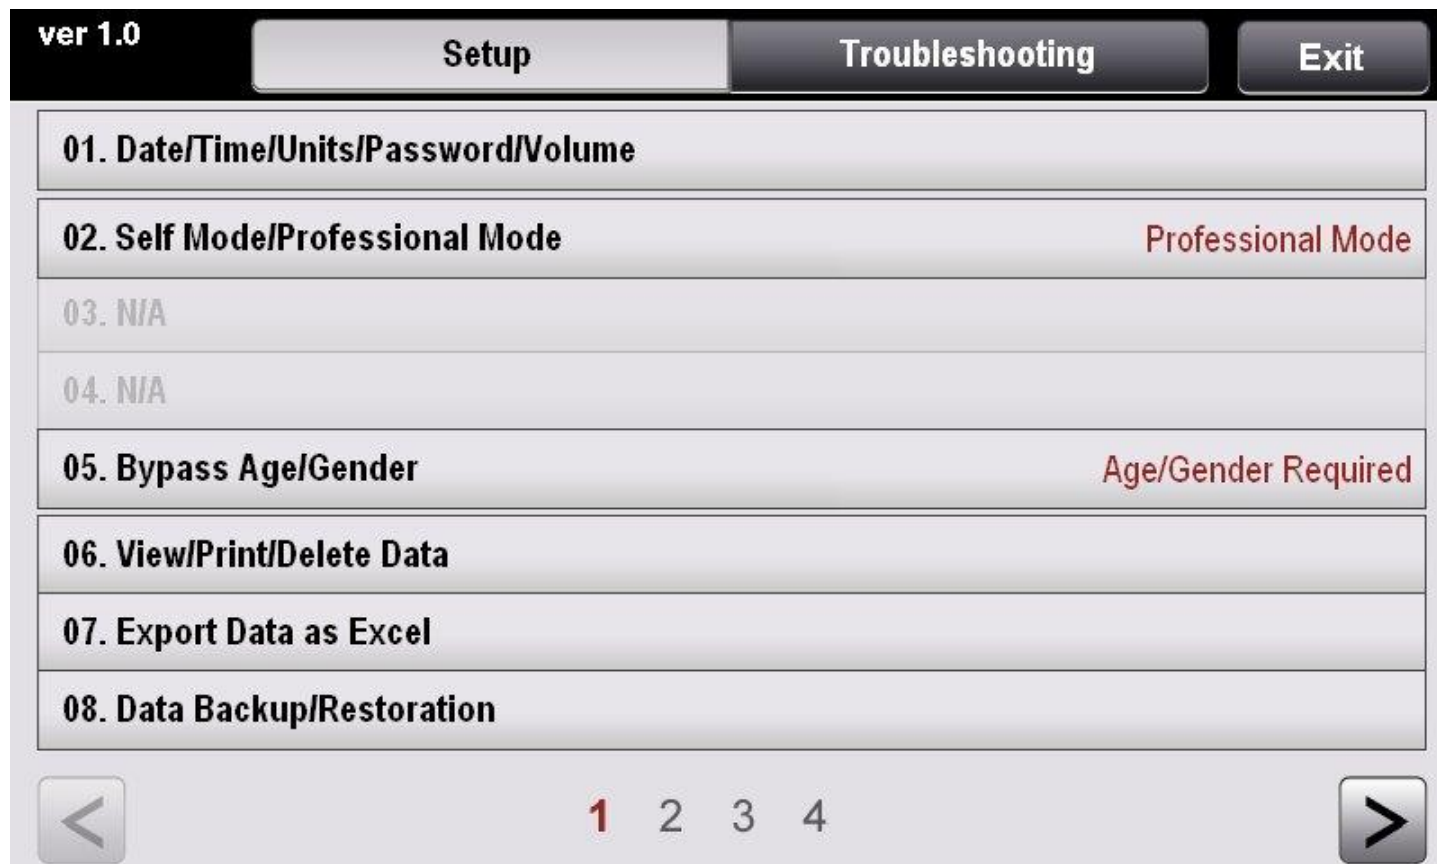 ver 1.0
Setup
Troubleshooting
Exit
01. Date/Time/Units/Password/Volume
02. Self Mode/Professional Mode
Professional Mode
03. N/A
04. N/A
05. Bypass Age/Gender
Age/Gender Required
06. View/Print/Delete Data
07. Export Data as Excel
08. Data Backup/Restoration
< 1 2 3 4 >